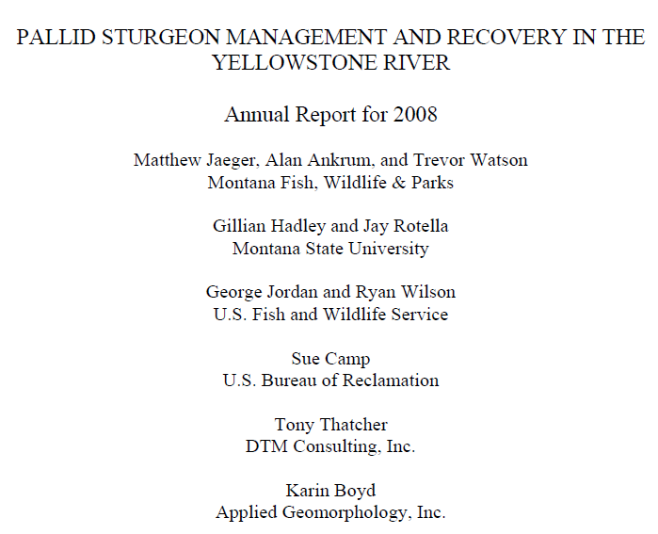 PALLID STURGEON MANAGEMENT AND RECOVERY IN THE
YELLOWSTONE RIVER
Annual Report for 2008
Matthew Jaeger, Alan Ankrum, and Trevor Watson
Montana Fish, Wildlife & Parks
Gillian Hadley and Jay Rotella
Montana State University
George Jordan and Ryan Wilson
U.S. Fish and Wildlife Service
Sue Camp
U.S. Bureau of Reclamation
Tony Thatcher
DTM Consulting, Inc.
Karin Boyd
Applied Geomorphology, Inc.